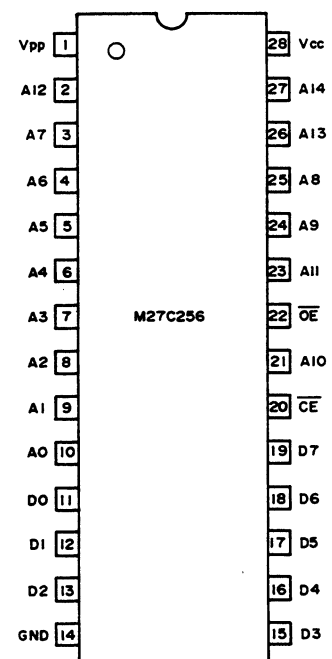 Vpp 1 28 Vcc
A12 2 27 A14
A7 3 26 A13
A6 4 25 A8
A5 5 24 A9
A4 6 23 A11
A3 7 M27C256 22 O̅E̅
A2 8 21 A10
A1 9 20 C̅E̅
A0 10 19 D7
D0 11 18 D6
D1 12 17 D5
D2 13 16 D4
GND 14 15 D3